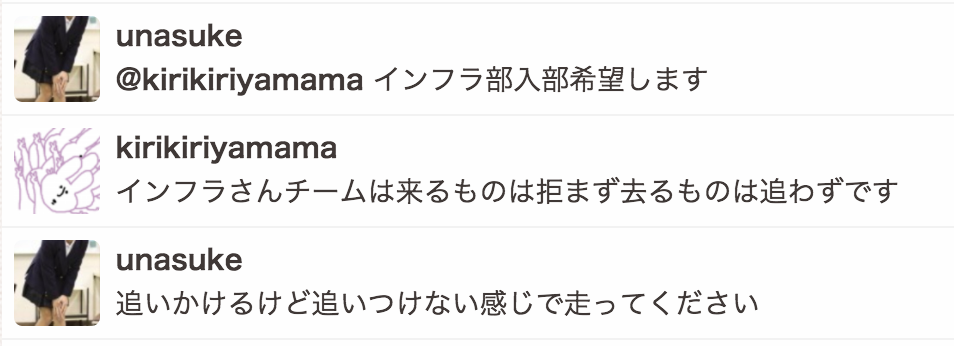 unasuke
@kirikiriyamama インフラ部入部希望します
kirikiriyamama
インフラさんチームは来るものは拒まず去るものは追わずです
unasuke
追いかけるけど追いつけない感じで走ってください